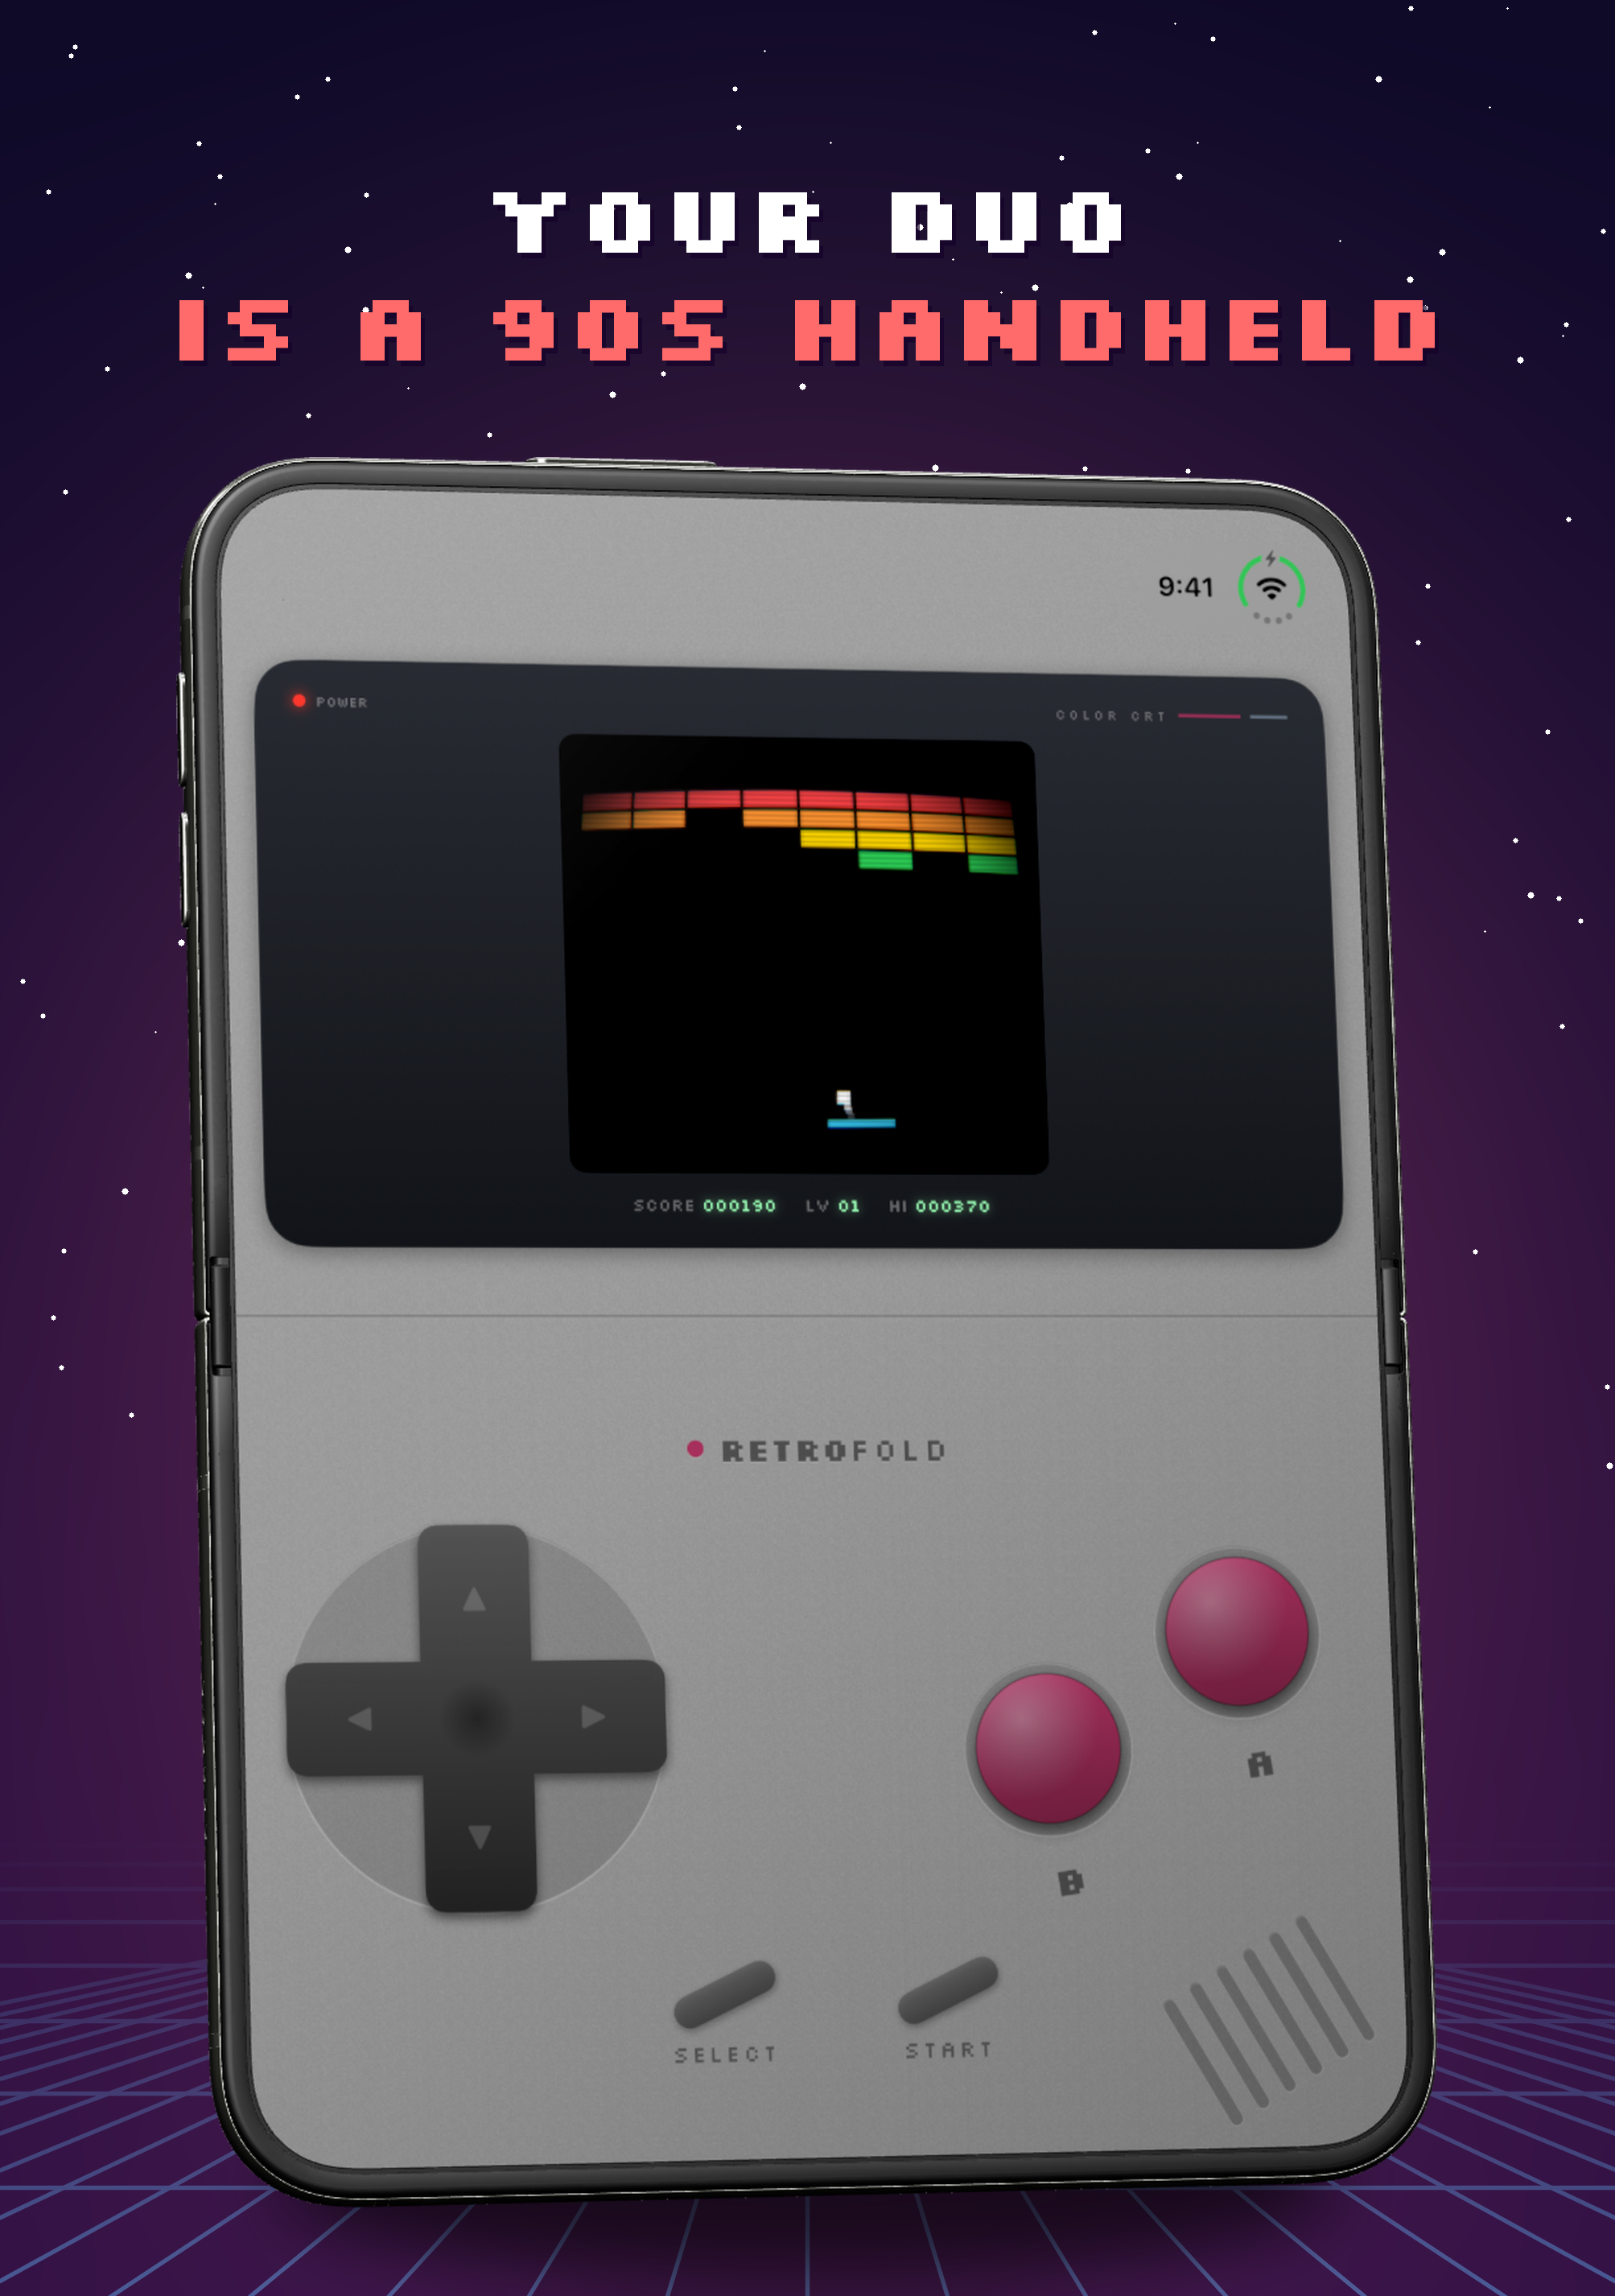 YOUR DUO
IS A 90S HANDHELD
9:41
POWER
COLOR CRT
SCORE 000190 LV 01 HI 000370
RETROFOLD
A
B
SELECT
START